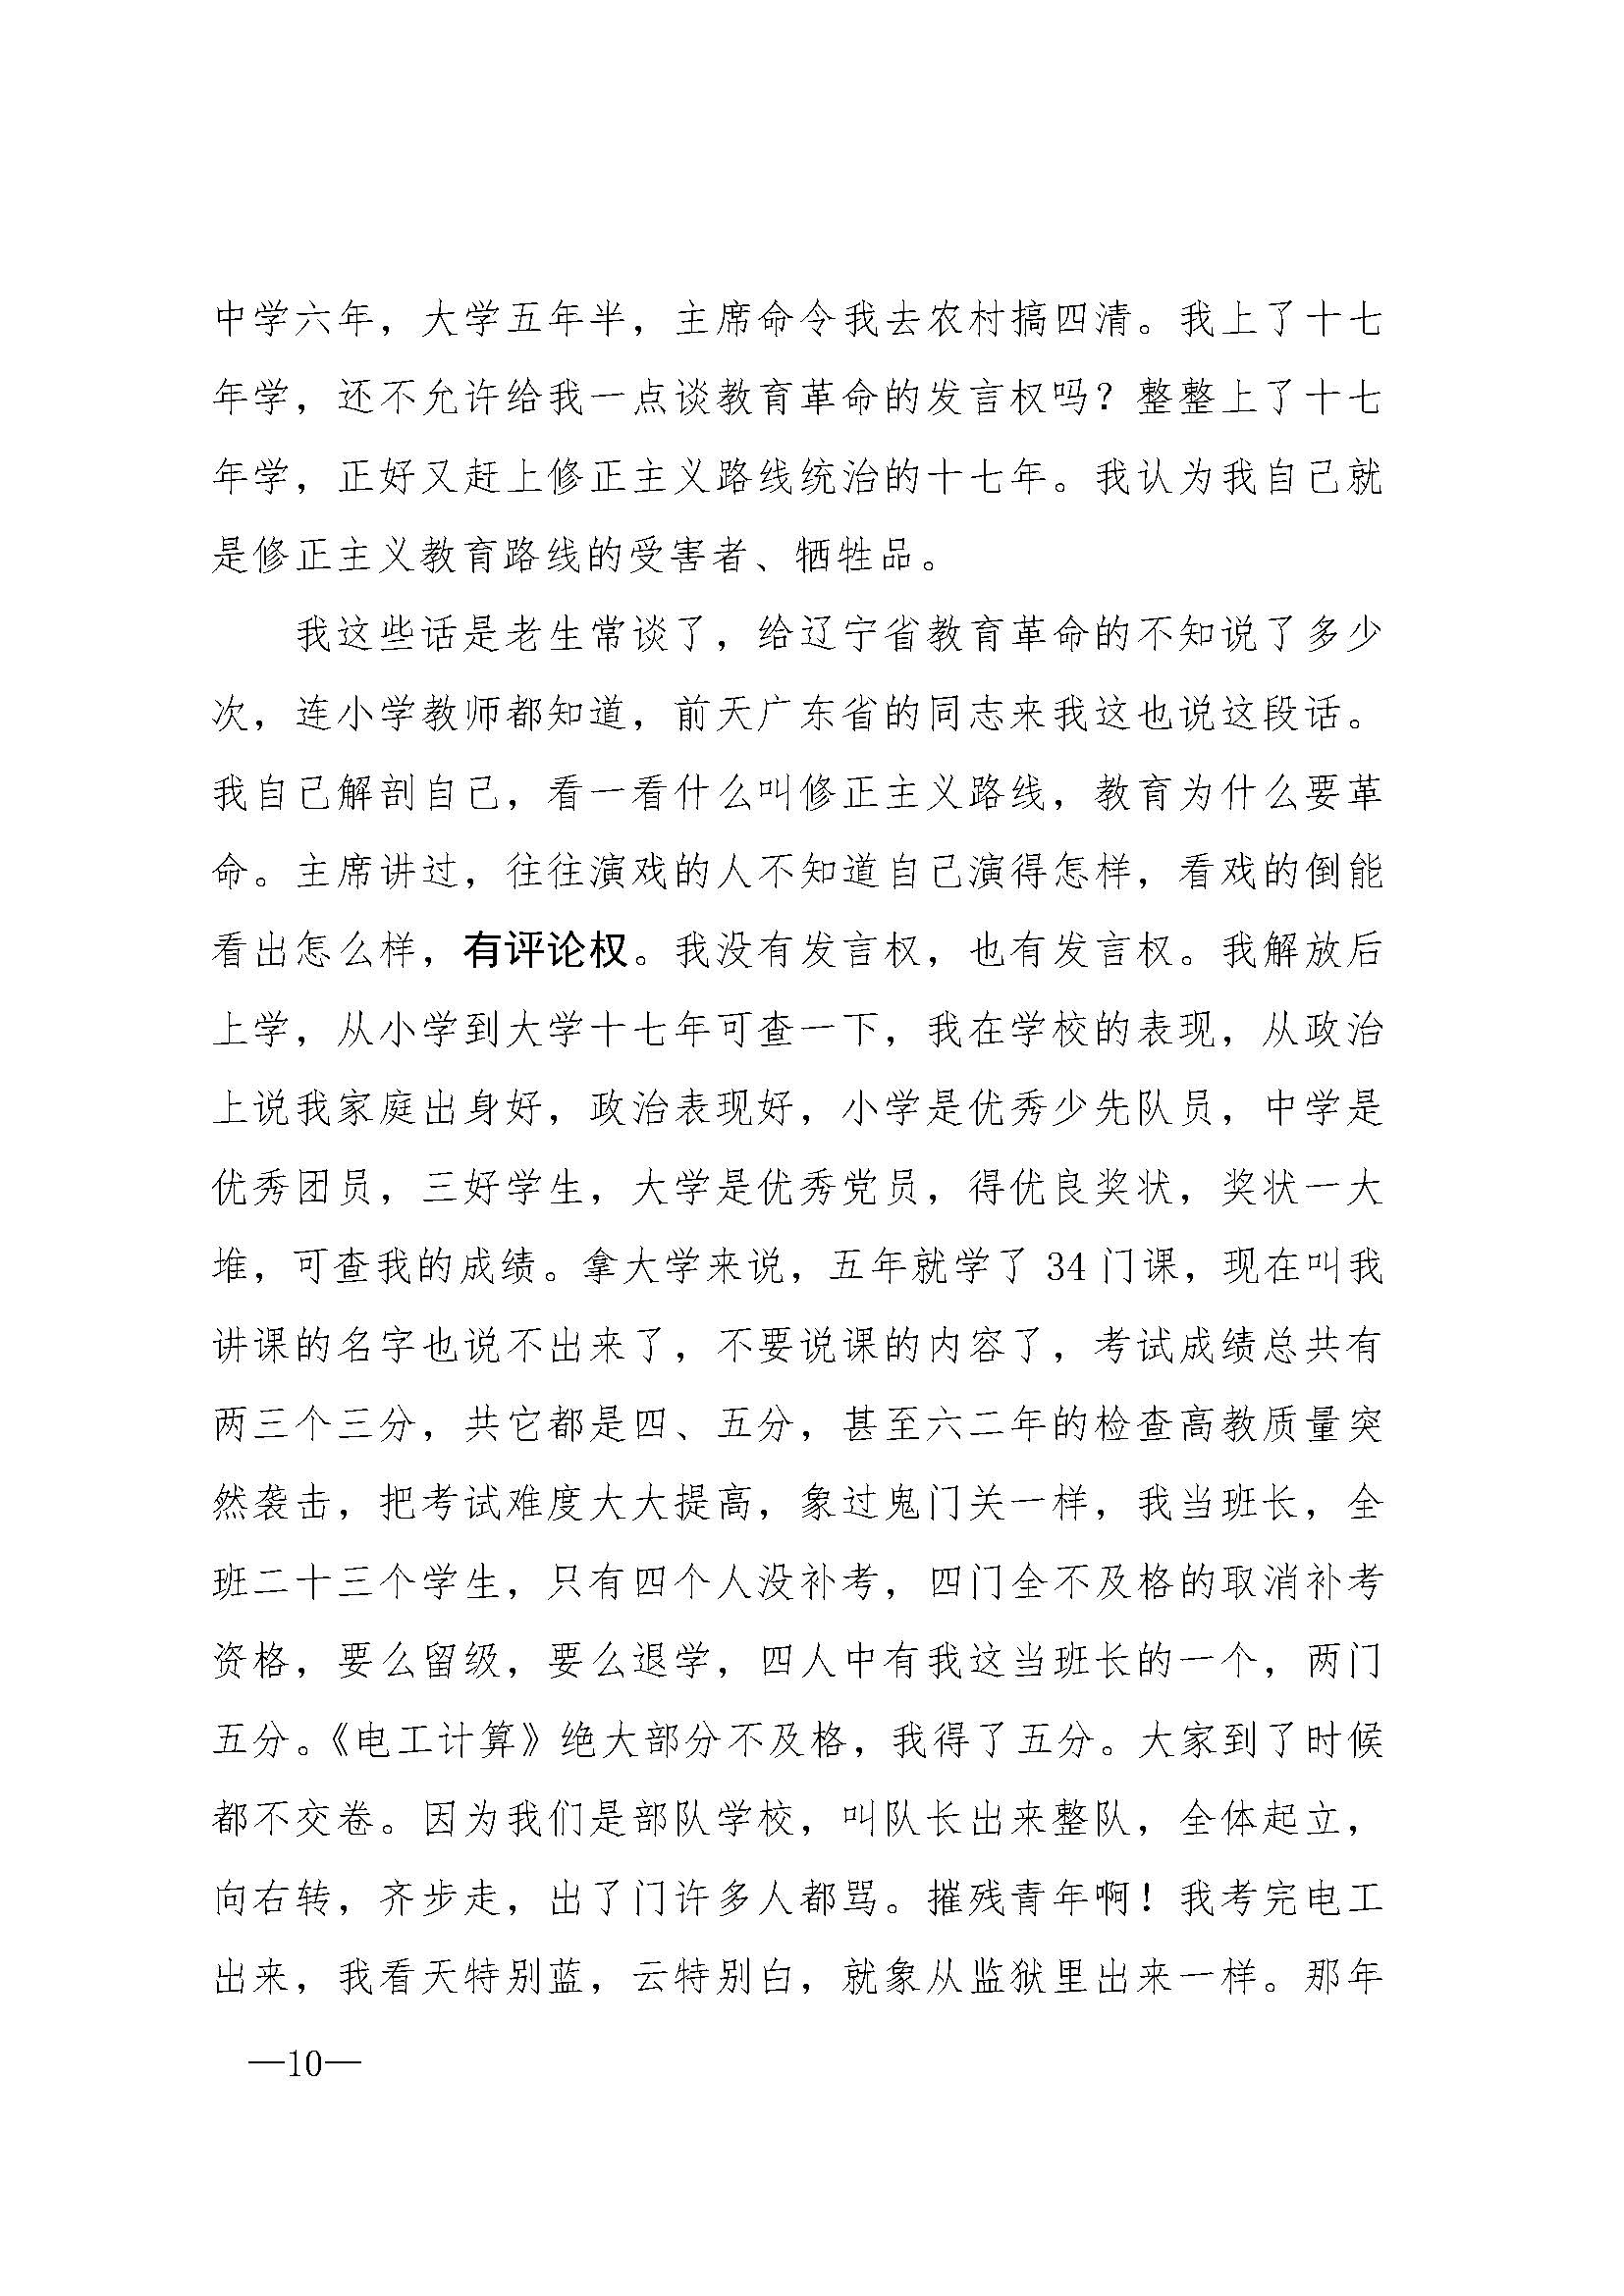 中学六年，大学五年半，主席命令我去农村搞四清。我上了十七
年学，还不允许给我一点谈教育革命的发言权吗？整整上了十七
年学，正好又赶上修正主义路线统治的十七年。我认为我自己就
是修正主义教育路线的受害者、牺牲品。
我这些话是老生常谈了，给辽宁省教育革命的不知说了多少
次，连小学教师都知道，前天广东省的同志来我这也说这段话。
我自己解剖自己，看一看什么叫修正主义路线，教育为什么要革
命。主席讲过，往往演戏的人不知道自己演得怎样，看戏的倒能
看出怎么样，有评论权。我没有发言权，也有发言权。我解放后
上学，从小学到大学十七年可查一下，我在学校的表现，从政治
上说我家庭出身好，政治表现好，小学是优秀少先队员，中学是
优秀团员，三好学生，大学是优秀党员，得优良奖状，奖状一大
堆，可查我的成绩。拿大学来说，五年就学了 34 门课，现在叫我
讲课的名字也说不出来了，不要说课的内容了，考试成绩总共有
两三个三分，共它都是四、五分，甚至六二年的检查高教质量突
然袭击，把考试难度大大提高，象过鬼门关一样，我当班长，全
班二十三个学生，只有四个人没补考，四门全不及格的取消补考
资格，要么留级，要么退学，四人中有我这当班长的一个，两门
五分。《电工计算》绝大部分不及格，我得了五分。大家到了时候
都不交卷。因为我们是部队学校，叫队长出来整队，全体起立，
向右转，齐步走，出了门许多人都骂。摧残青年啊！我考完电工
出来，我看天特别蓝，云特别白，就象从监狱里出来一样。那年
—10—